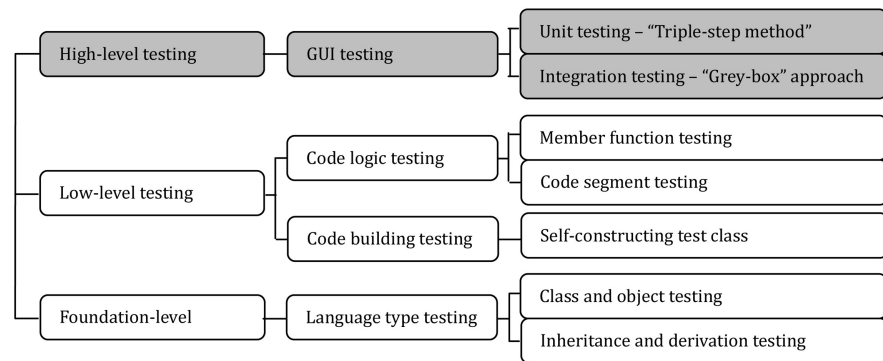 High-level testing
GUI testing
Unit testing – “Triple-step method”
Integration testing – “Grey-box” approach
Low-level testing
Code logic testing
Member function testing
Code segment testing
Code building testing
Self-constructing test class
Foundation-level
Language type testing
Class and object testing
Inheritance and derivation testing